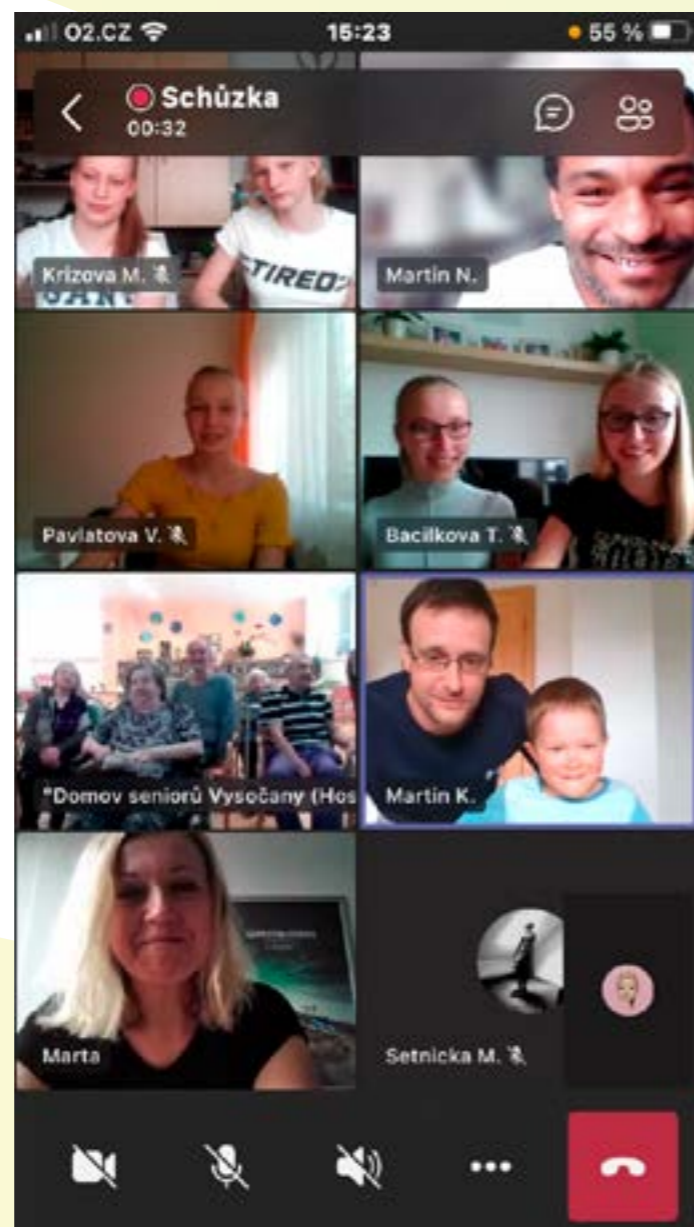 O2.CZ
15:23
55 %
Schůzka
00:32
Krizova M.
TIRED?
Martin N.
Pavlatova V.
Bacilkova T.
"Domov seniorů Vysočany (Hos
Martin K.
Marta
Setnicka M.